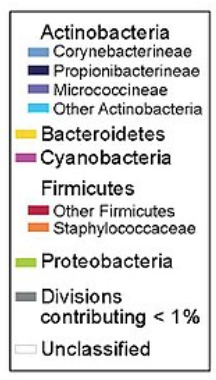 Actinobacteria
Corynebacterineae
Propionibacterineae
Micrococcineae
Other Actinobacteria
Bacteroidetes
Cyanobacteria
Firmicutes
Other Firmicutes
Staphylococcaceae
Proteobacteria
Divisions
contributing < 1%
Unclassified